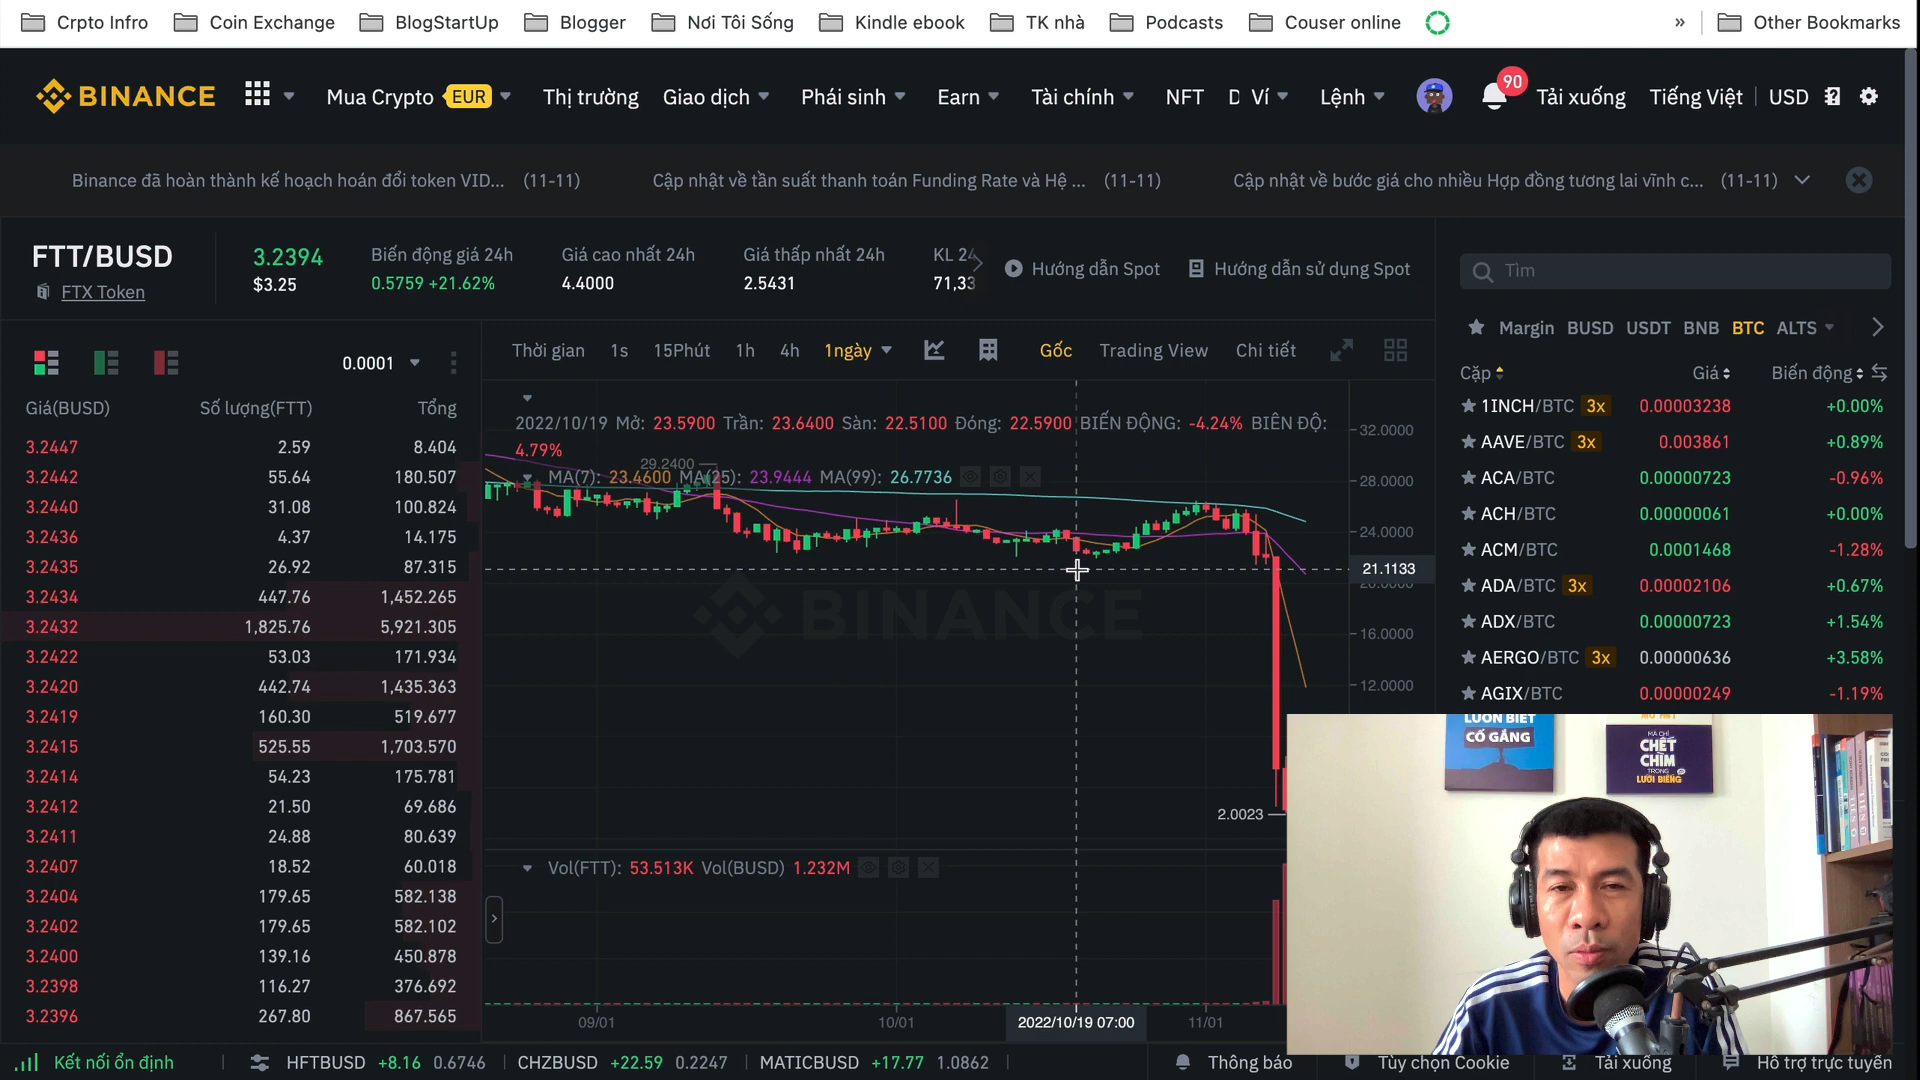 Crpto Infro Coin Exchange BlogStartUp Blogger Nơi Tôi Sống Kindle ebook TK nhà Podcasts Couser online » Other Bookmarks
BINANCE Mua Crypto EUR Thị trường Giao dịch Phái sinh Earn Tài chính NFT D Ví Lệnh 90 Tải xuống Tiếng Việt USD
Binance đã hoàn thành kế hoạch hoán đổi token VID... (11-11) Cập nhật về tần suất thanh toán Funding Rate và Hệ ... (11-11) Cập nhật về bước giá cho nhiều Hợp đồng tương lai vĩnh c... (11-11)
FTT/BUSD 3.2394 Biến động giá 24h Giá cao nhất 24h Giá thấp nhất 24h KL 24 Hướng dẫn Spot Hướng dẫn sử dụng Spot Tìm
FTX Token $3.25 0.5759 +21.62% 4.4000 2.5431 71,33
Margin BUSD USDT BNB BTC ALTS
0.0001 Thời gian 1s 15Phút 1h 4h 1ngày Gốc Trading View Chi tiết
Cặp Giá Biến động
Giá(BUSD) Số lượng(FTT) Tổng
3.2447 2.59 8.404
3.2442 55.64 180.507
3.2440 31.08 100.824
3.2436 4.37 14.175
3.2435 26.92 87.315
3.2434 447.76 1,452.265
3.2432 1,825.76 5,921.305
3.2422 53.03 171.934
3.2420 442.74 1,435.363
3.2419 160.30 519.677
3.2415 525.55 1,703.570
3.2414 54.23 175.781
3.2412 21.50 69.686
3.2411 24.88 80.639
3.2407 18.52 60.018
3.2404 179.65 582.138
3.2402 179.65 582.102
3.2400 139.16 450.878
3.2398 116.27 376.692
3.2396 267.80 867.565
2022/10/19 Mở: 23.5900 Trần: 23.6400 Sàn: 22.5100 Đóng: 22.5900 BIẾN ĐỘNG: -4.24% BIÊN ĐỘ:
4.79%
29.2400
MA(7): 23.4600 MA(25): 23.9444 MA(99): 26.7736
32.0000
28.0000
24.0000
21.1133
20.0000
16.0000
12.0000
BINANCE
2.0023
Vol(FTT): 53.513K Vol(BUSD) 1.232M
09/01 10/01 2022/10/19 07:00 11/01
1INCH/BTC 3x 0.00003238 +0.00%
AAVE/BTC 3x 0.003861 +0.89%
ACA/BTC 0.00000723 -0.96%
ACH/BTC 0.00000061 +0.00%
ACM/BTC 0.0001468 -1.28%
ADA/BTC 3x 0.00002106 +0.67%
ADX/BTC 0.00000723 +1.54%
AERGO/BTC 3x 0.00000636 +3.58%
AGIX/BTC 0.00000249 -1.19%
LUÔN BIẾT
CỐ GẮNG
MÀ CHỈ
CHẾT
CHÌM
TRONG
LƯỜI BIẾNG
Kết nối ổn định HFTBUSD +8.16 0.6746 CHZBUSD +22.59 0.2247 MATICBUSD +17.77 1.0862 Thông báo Tùy chọn Cookie Tải xuống Hỗ trợ trực tuyến